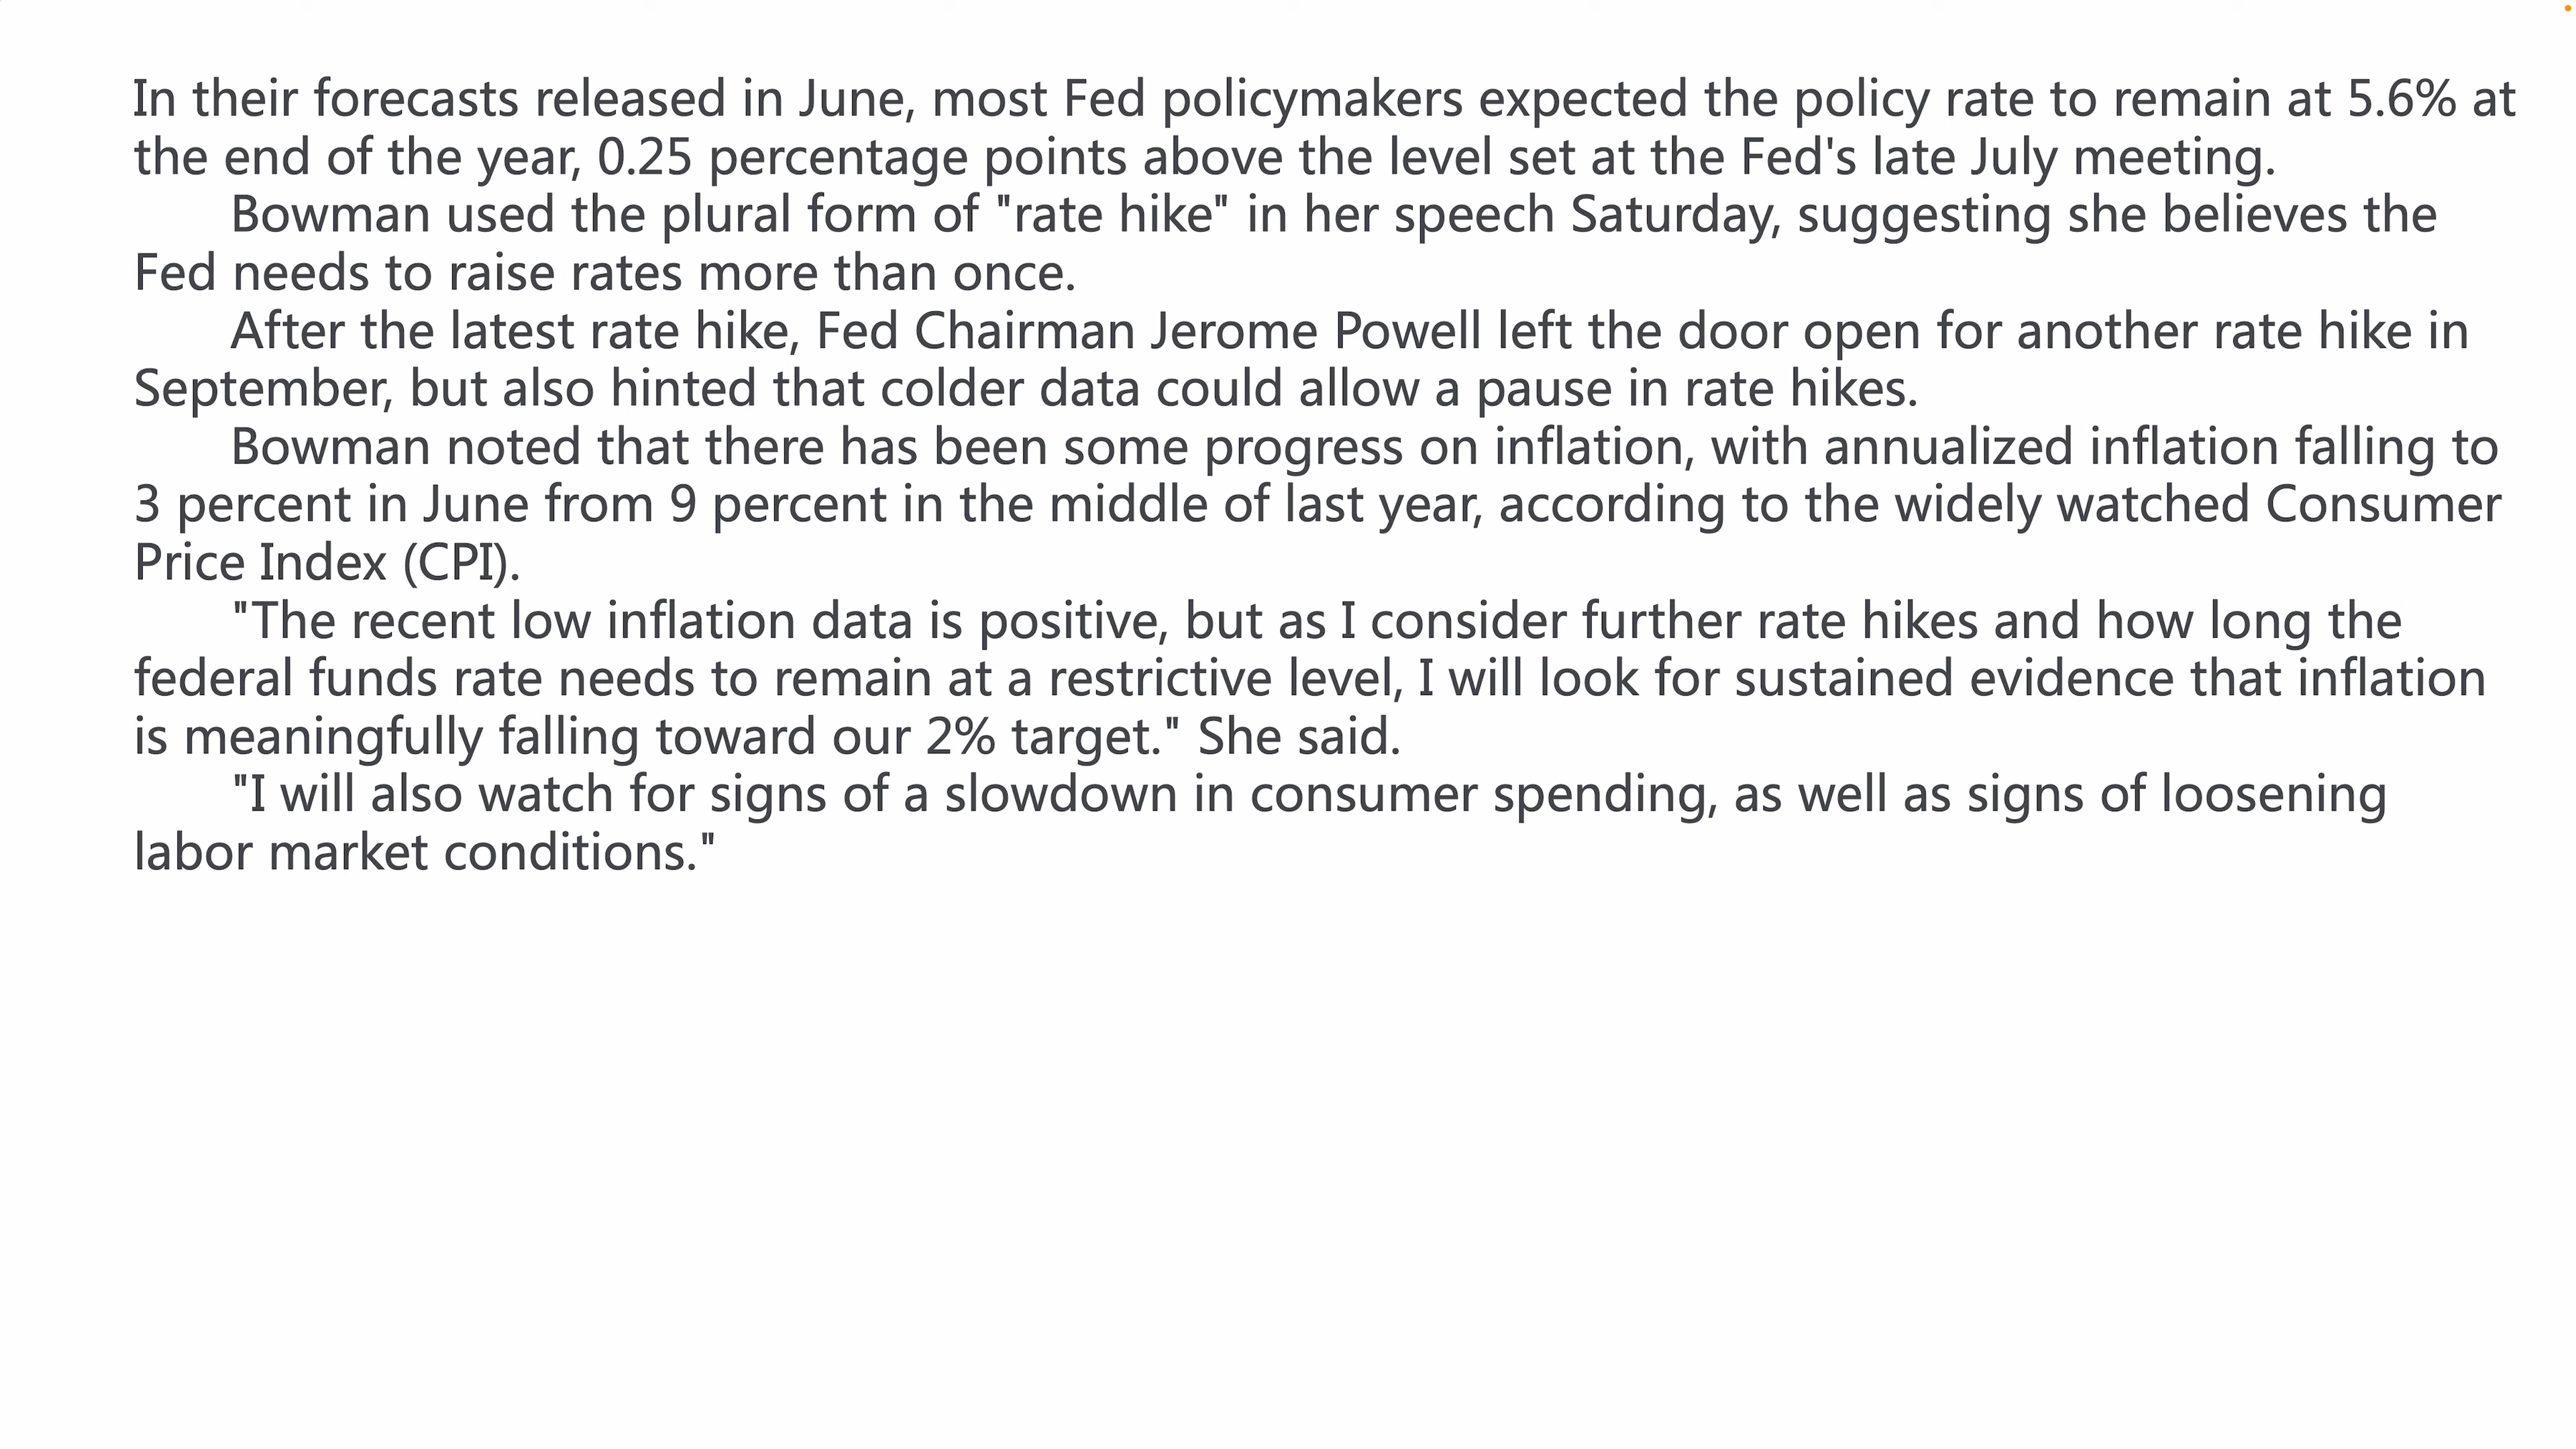 In their forecasts released in June, most Fed policymakers expected the policy rate to remain at 5.6% at
the end of the year, 0.25 percentage points above the level set at the Fed's late July meeting.
Bowman used the plural form of "rate hike" in her speech Saturday, suggesting she believes the
Fed needs to raise rates more than once.
After the latest rate hike, Fed Chairman Jerome Powell left the door open for another rate hike in
September, but also hinted that colder data could allow a pause in rate hikes.
Bowman noted that there has been some progress on inflation, with annualized inflation falling to
3 percent in June from 9 percent in the middle of last year, according to the widely watched Consumer
Price Index (CPI).
"The recent low inflation data is positive, but as I consider further rate hikes and how long the
federal funds rate needs to remain at a restrictive level, I will look for sustained evidence that inflation
is meaningfully falling toward our 2% target." She said.
"I will also watch for signs of a slowdown in consumer spending, as well as signs of loosening
labor market conditions."